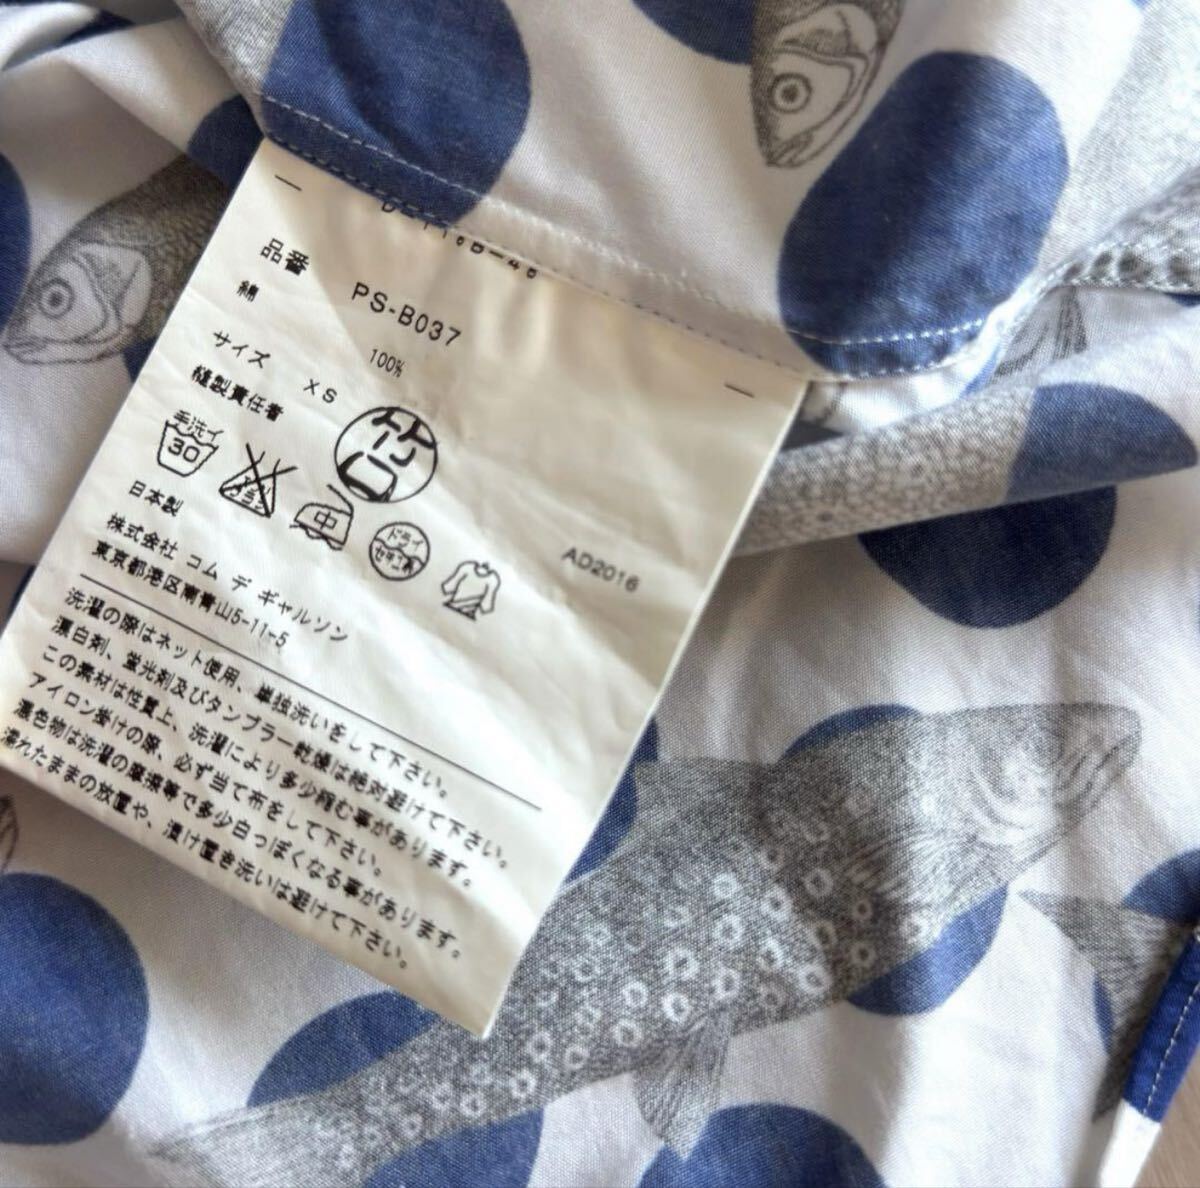 品番 PS-B037
綿 100%
サイズ XS
縫製責任者 竹口
手洗イ 30
中
ドライ
日本製
AD2016
株式会社 コム デ ギャルソン
東京都港区南青山5-11-5
洗濯の際はネット使用、単独洗いをして下さい。
漂白剤、蛍光剤及びタンブラー乾燥は絶対避けて下さい。
この素材は性質上、洗濯により多少縮む事があります。
アイロン掛けの際、必ず当て布をして下さい。
濃色物は洗濯の摩擦等で多少白っぽくなる事があります。
濡れたままの放置や、漬け置き洗いは避けて下さい。